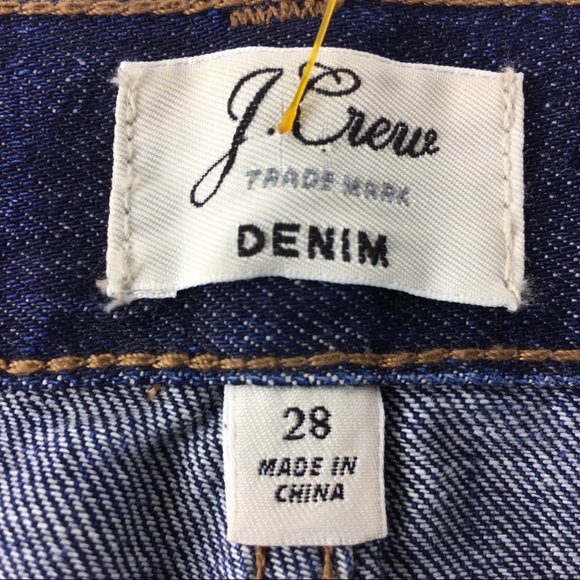 J. Crew
TRADE MARK
DENIM
28
MADE IN
CHINA